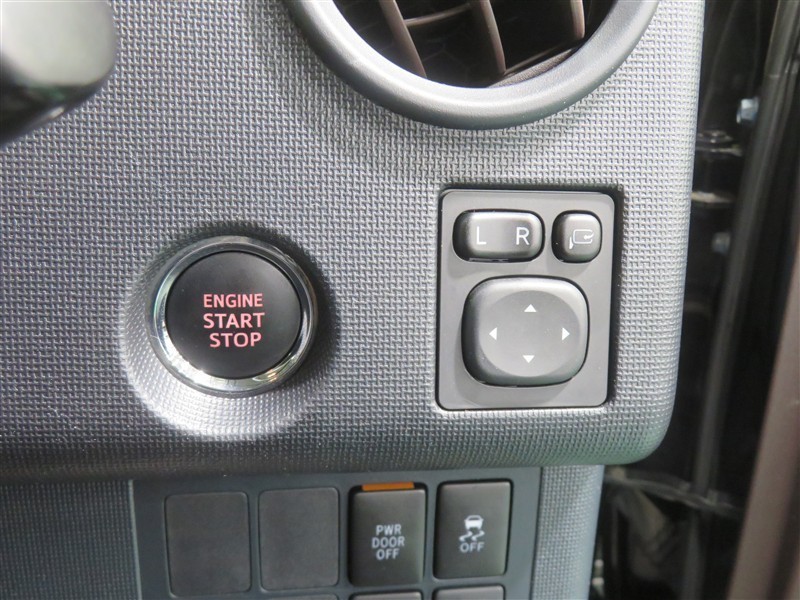 ENGINE
START
STOP
L R
PWR
DOOR
OFF
OFF